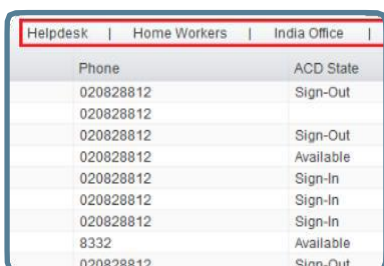 Helpdesk | Home Workers | India Office |
Phone ACD State
020828812 Sign-Out
020828812
020828812 Sign-Out
020828812 Available
020828812 Sign-In
020828812 Sign-In
020828812 Sign-In
8332 Available
020828812 Sign-Out